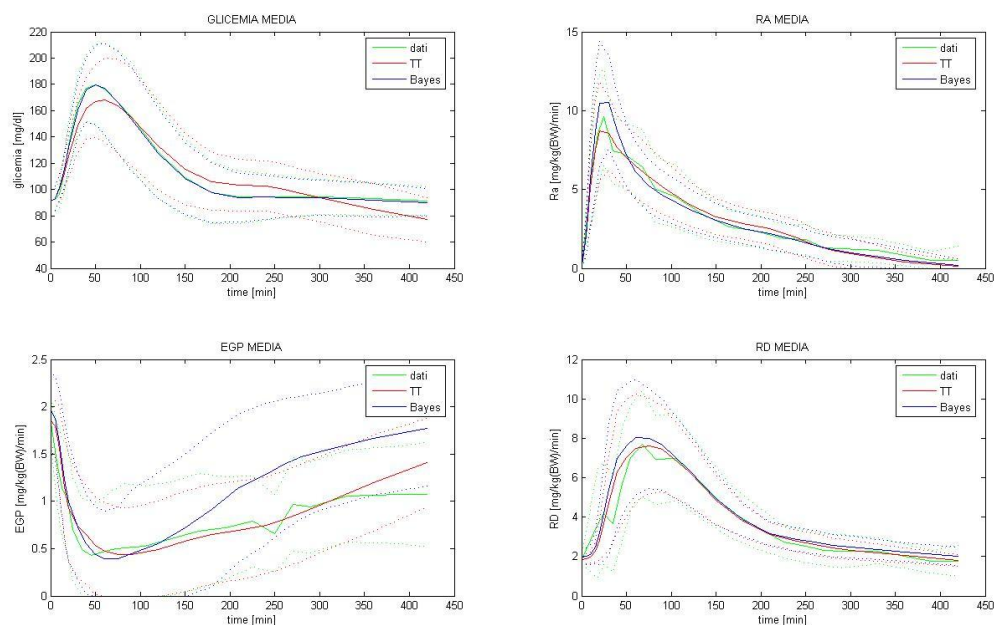 GLICEMIA MEDIA
220
200
180
160
140
120
100
80
60
40
glicemia [mg/dl]
0 50 100 150 200 250 300 350 400 450
time [min]
dati
TT
Bayes
RA MEDIA
15
10
5
0
Ra [mg/kg(BW)/min]
0 50 100 150 200 250 300 350 400 450
time [min]
dati
TT
Bayes
EGP MEDIA
2.5
2
1.5
1
0.5
0
EGP [mg/kg(BW)/min]
0 50 100 150 200 250 300 350 400 450
time [min]
dati
TT
Bayes
RD MEDIA
12
10
8
6
4
2
0
RD [mg/kg(BW)/min]
0 50 100 150 200 250 300 350 400 450
time [min]
dati
TT
Bayes